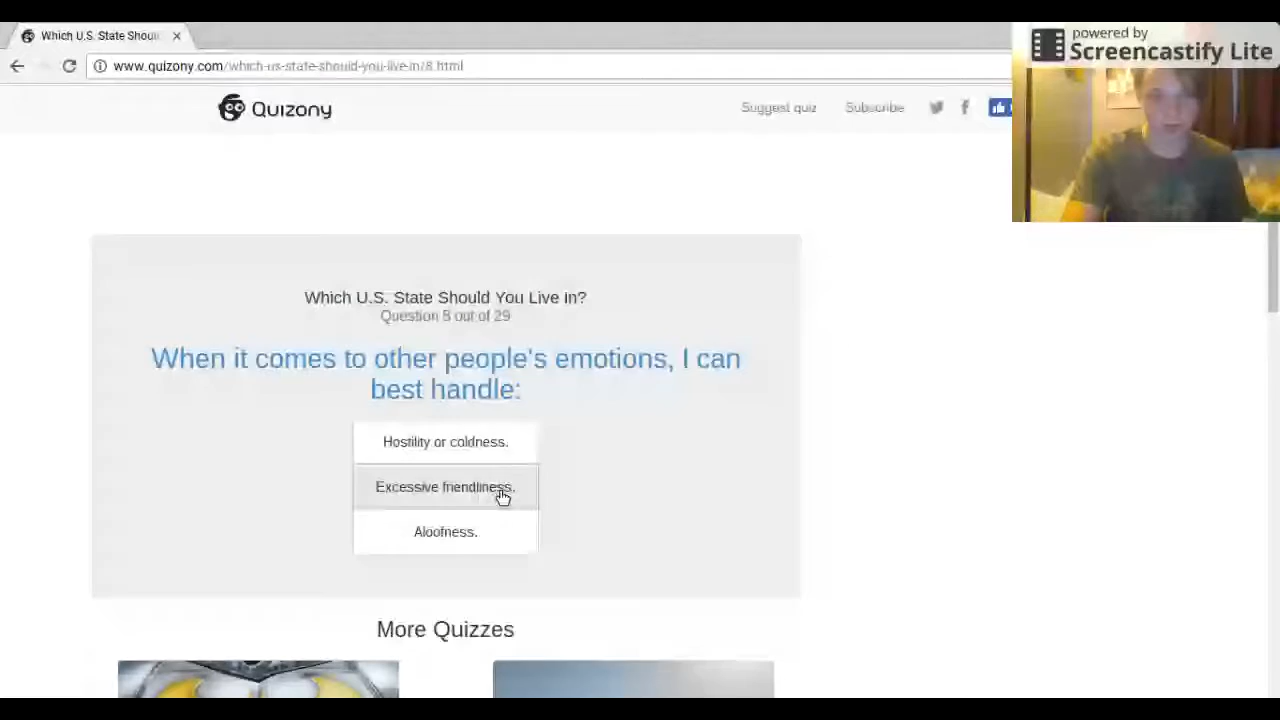 Which U.S. State Shoul
www.quizony.com/which-us-state-should-you-live-in/8.html
powered by
Screencastify Lite
Quizony
Suggest quiz
Subscribe
Which U.S. State Should You Live In?
Question 8 out of 29
When it comes to other people's emotions, I can
best handle:
Hostility or coldness.
Excessive friendliness.
Aloofness.
More Quizzes